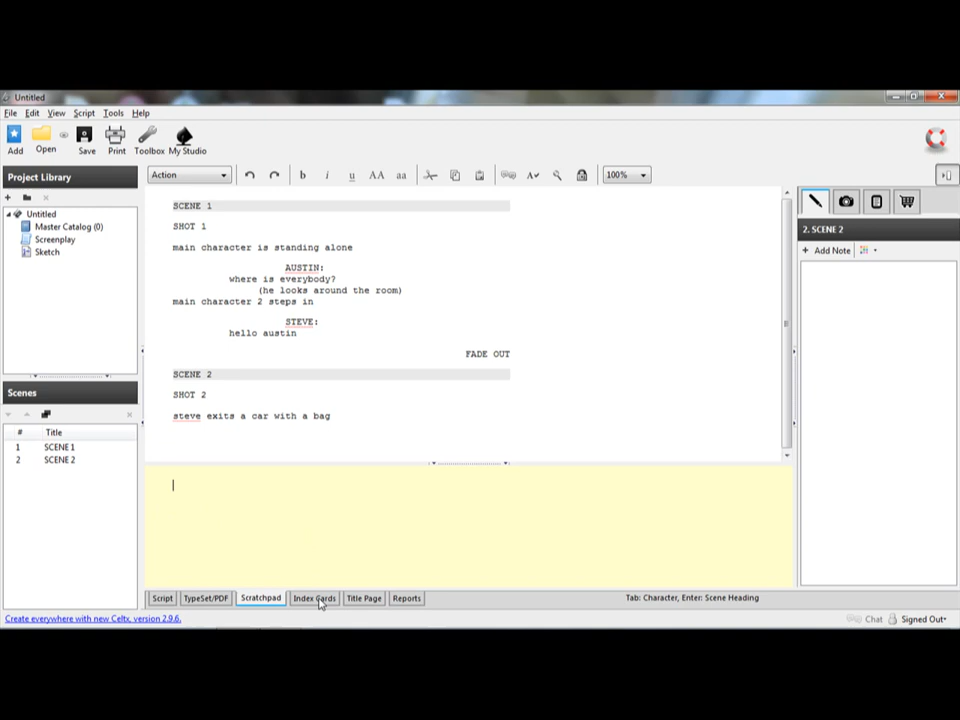 Untitled
File Edit View Script Tools Help
Add Open Save Print Toolbox My Studio
Project Library
Action
b i u AA aa
100%
Untitled
Master Catalog (0)
Screenplay
Sketch
SCENE 1
SHOT 1
main character is standing alone
AUSTIN:
where is everybody?
(he looks around the room)
main character 2 steps in
STEVE:
hello austin
FADE OUT
SCENE 2
SHOT 2
steve exits a car with a bag
2. SCENE 2
+ Add Note
Scenes
# Title
1 SCENE 1
2 SCENE 2
Script TypeSet/PDF Scratchpad Index Cards Title Page Reports
Tab: Character, Enter: Scene Heading
Create everywhere with new Celtx, version 2.9.6.
Chat Signed Out